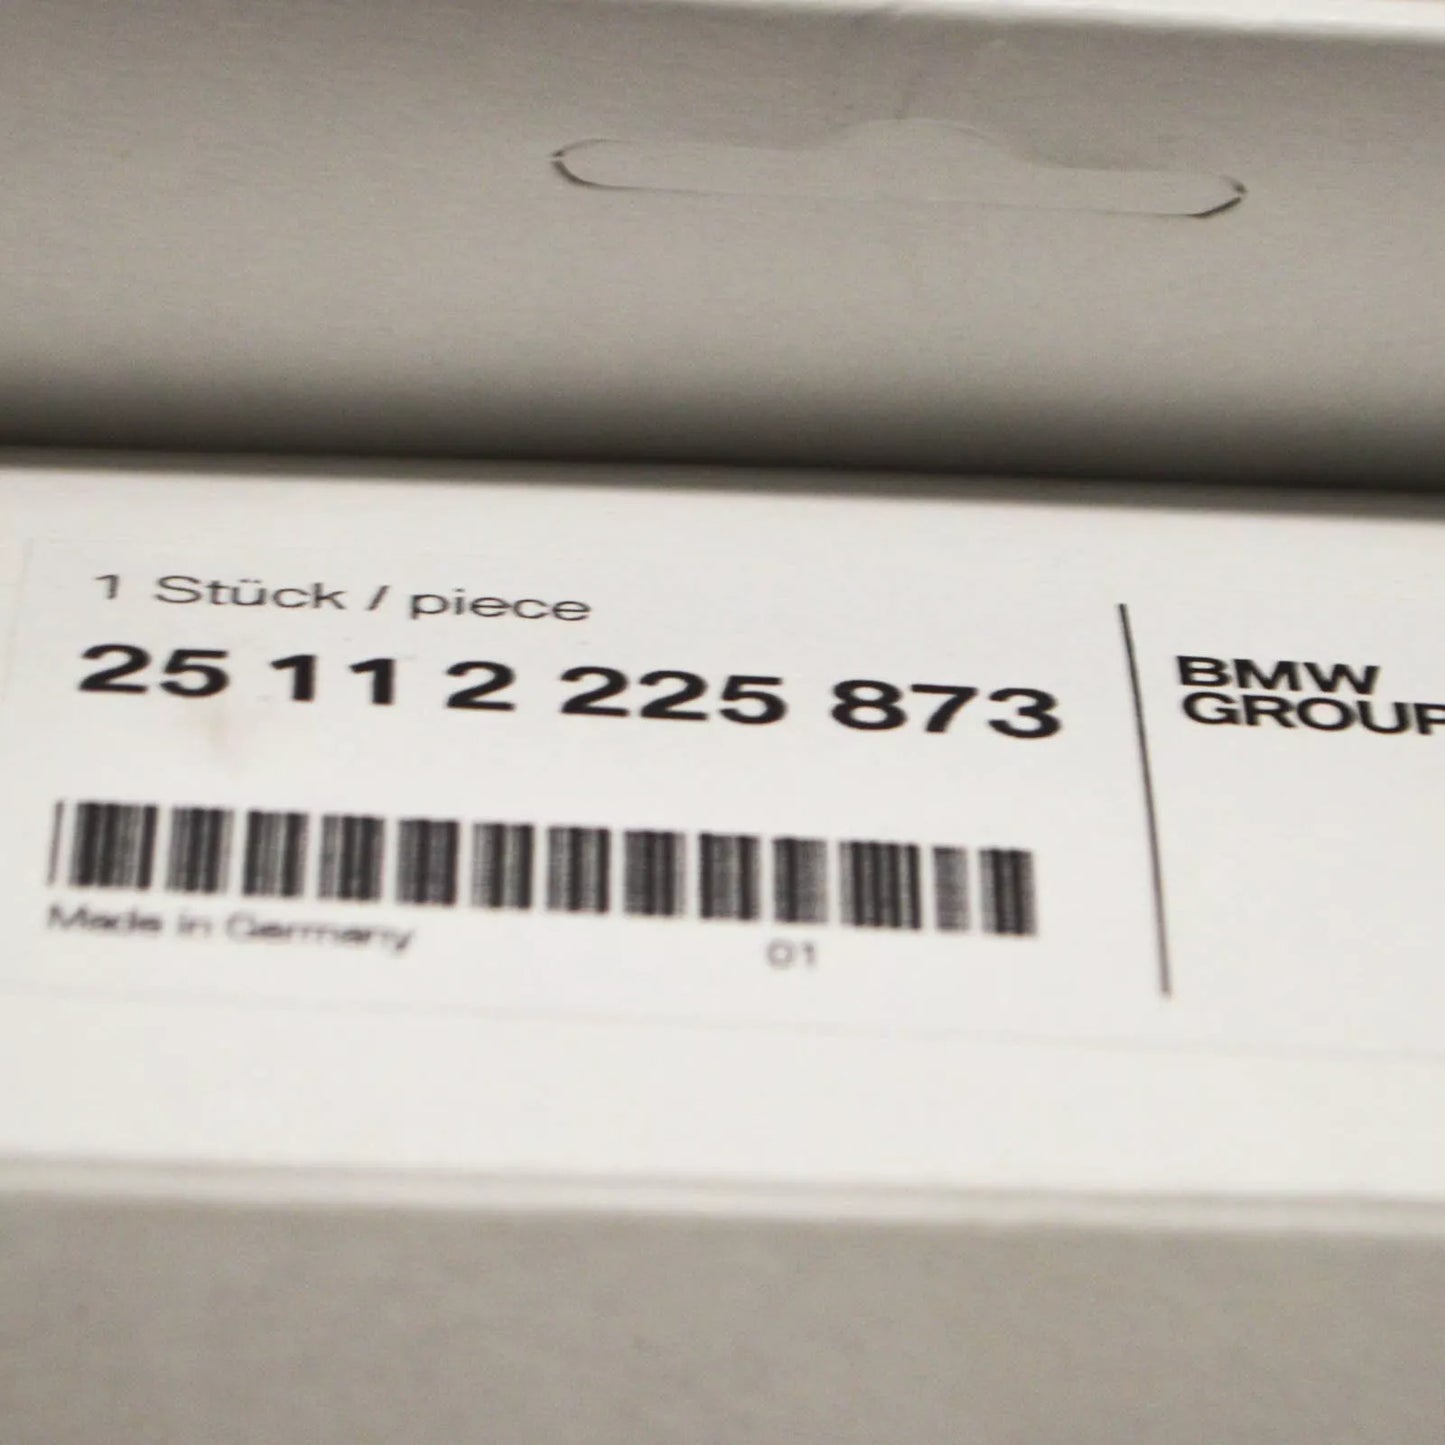 1 Stück / piece
25 11 2 225 873
Made in Germany
01
BMW
GROUP